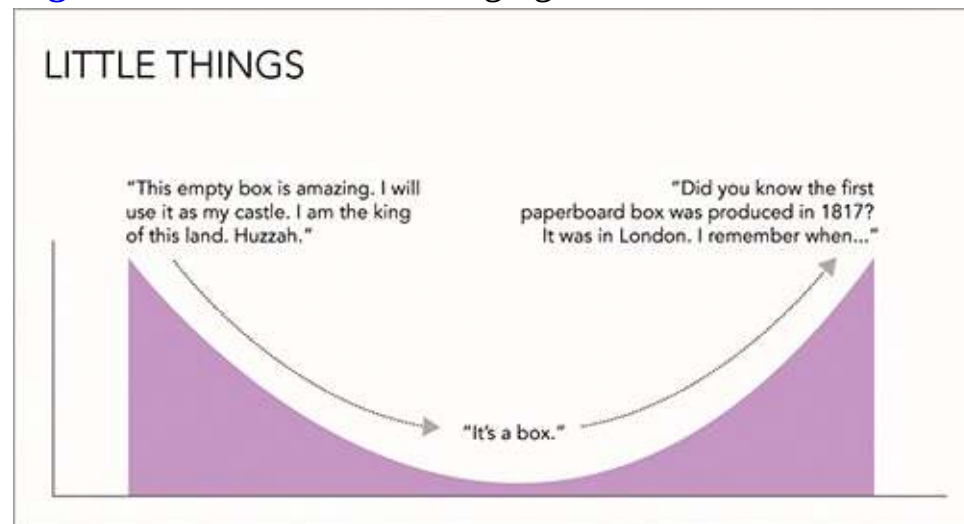 LITTLE THINGS
"This empty box is amazing. I will
use it as my castle. I am the king
of this land. Huzzah."
"Did you know the first
paperboard box was produced in 1817?
It was in London. I remember when..."
"It's a box."